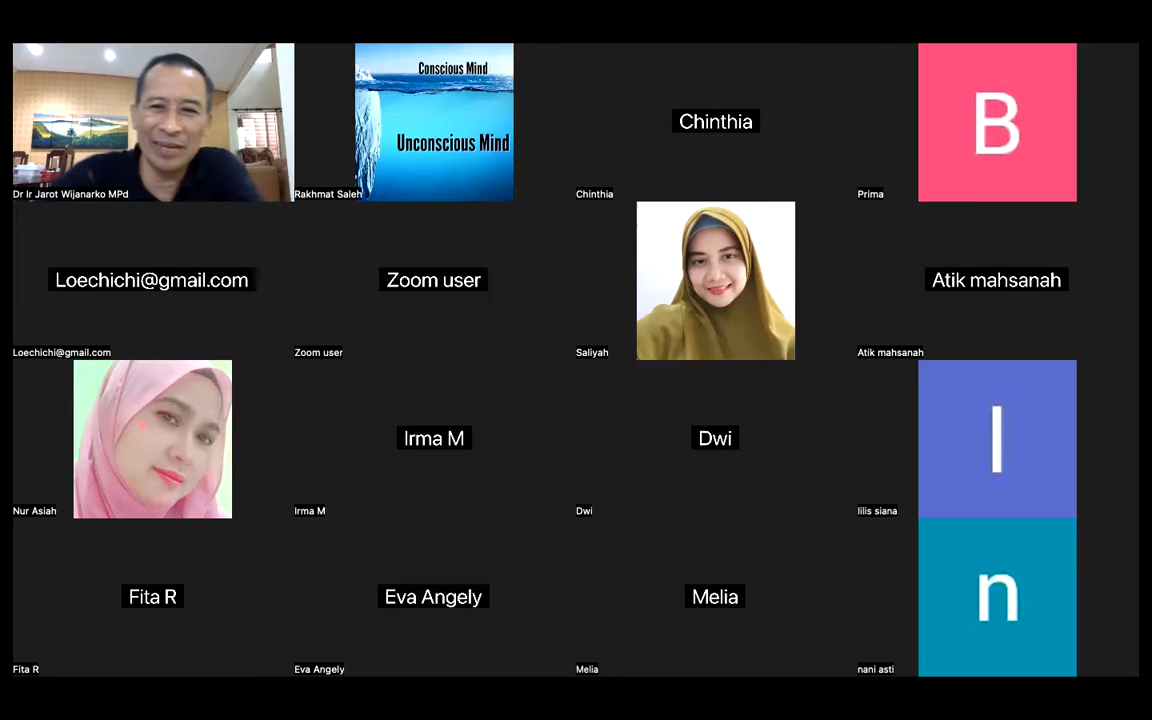 Conscious Mind
Unconscious Mind
Dr Ir Jarot Wijanarko MPd
Rakhmat Saleh
Chinthia
Chinthia
B
Prima
Loechichi@gmail.com
Loechichi@gmail.com
Zoom user
Zoom user
Saliyah
Atik mahsanah
Atik mahsanah
Nur Asiah
Irma M
Irma M
Dwi
Dwi
l
lilis siana
Fita R
Fita R
Eva Angely
Eva Angely
Melia
Melia
n
nani asti